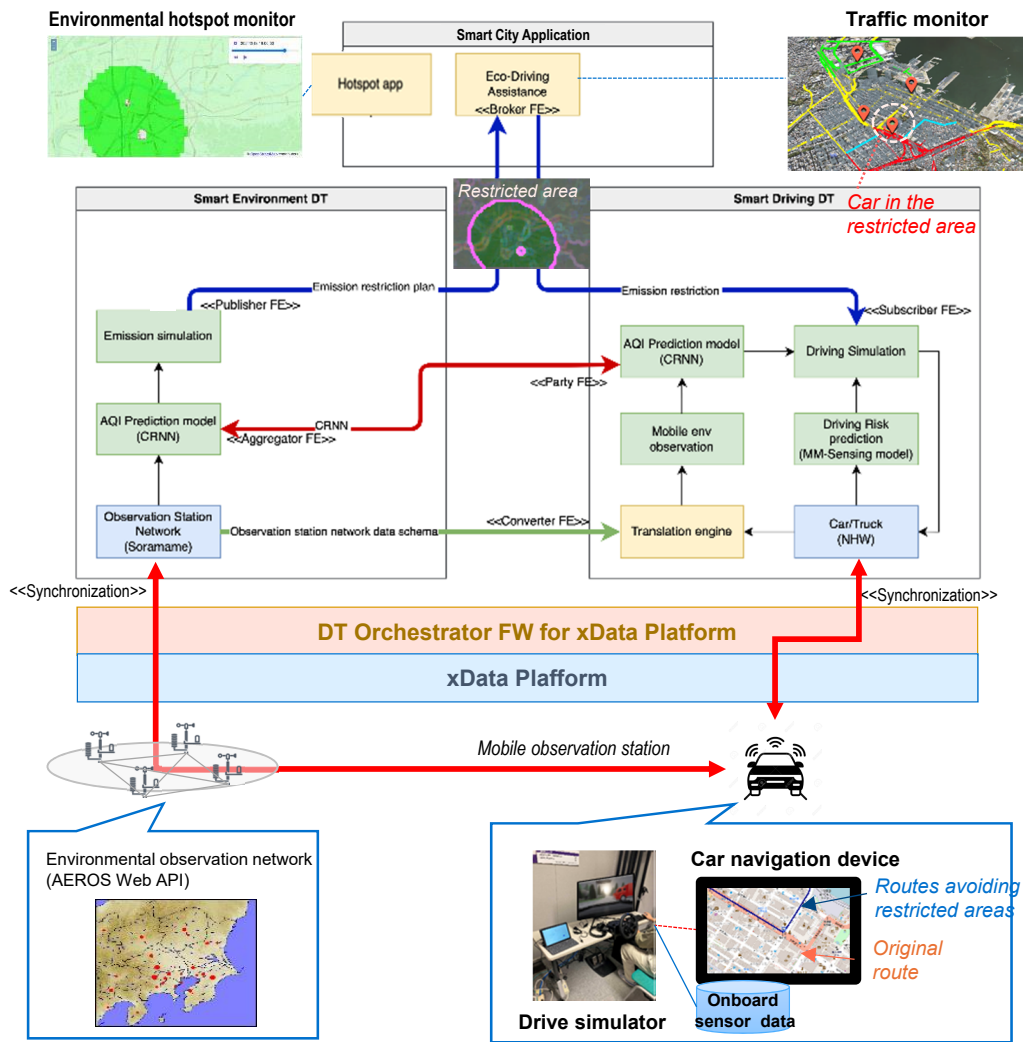 Environmental hotspot monitor
Smart City Application
Traffic monitor
Hotspot app
Eco-Driving
Assistance
<<Broker FE>>
Restricted area
Car in the
restricted area
Smart Environment DT
Smart Driving DT
Emission restriction plan
<<Publisher FE>>
Emission restriction
<<Subscriber FE>>
Emission simulation
AQI Prediction model
(CRNN)
Driving Simulation
<<Party FE>>
AQI Prediction model
(CRNN)
CRNN
<<Aggregator FE>>
Mobile env
observation
Driving Risk
prediction
(MM-Sensing model)
Observation Station
Network
(Soramame)
Observation station network data schema
<<Converter FE>>
Translation engine
Car/Truck
(NHW)
<<Synchronization>>
<<Synchronization>>
DT Orchestrator FW for xData Platform
xData Plafform
Mobile observation station
Environmental observation network
(AEROS Web API)
Car navigation device
Routes avoiding
restricted areas
Original
route
Onboard
sensor data
Drive simulator